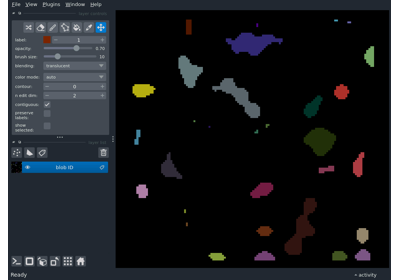 File View Plugins Window Help
label: 1
opacity: 0.70
brush size: 10
blending: translucent
color mode: auto
contour: 0
n edit dim: 2
contiguous:
preserve
labels:
show
selected:
blob ID
Ready
activity